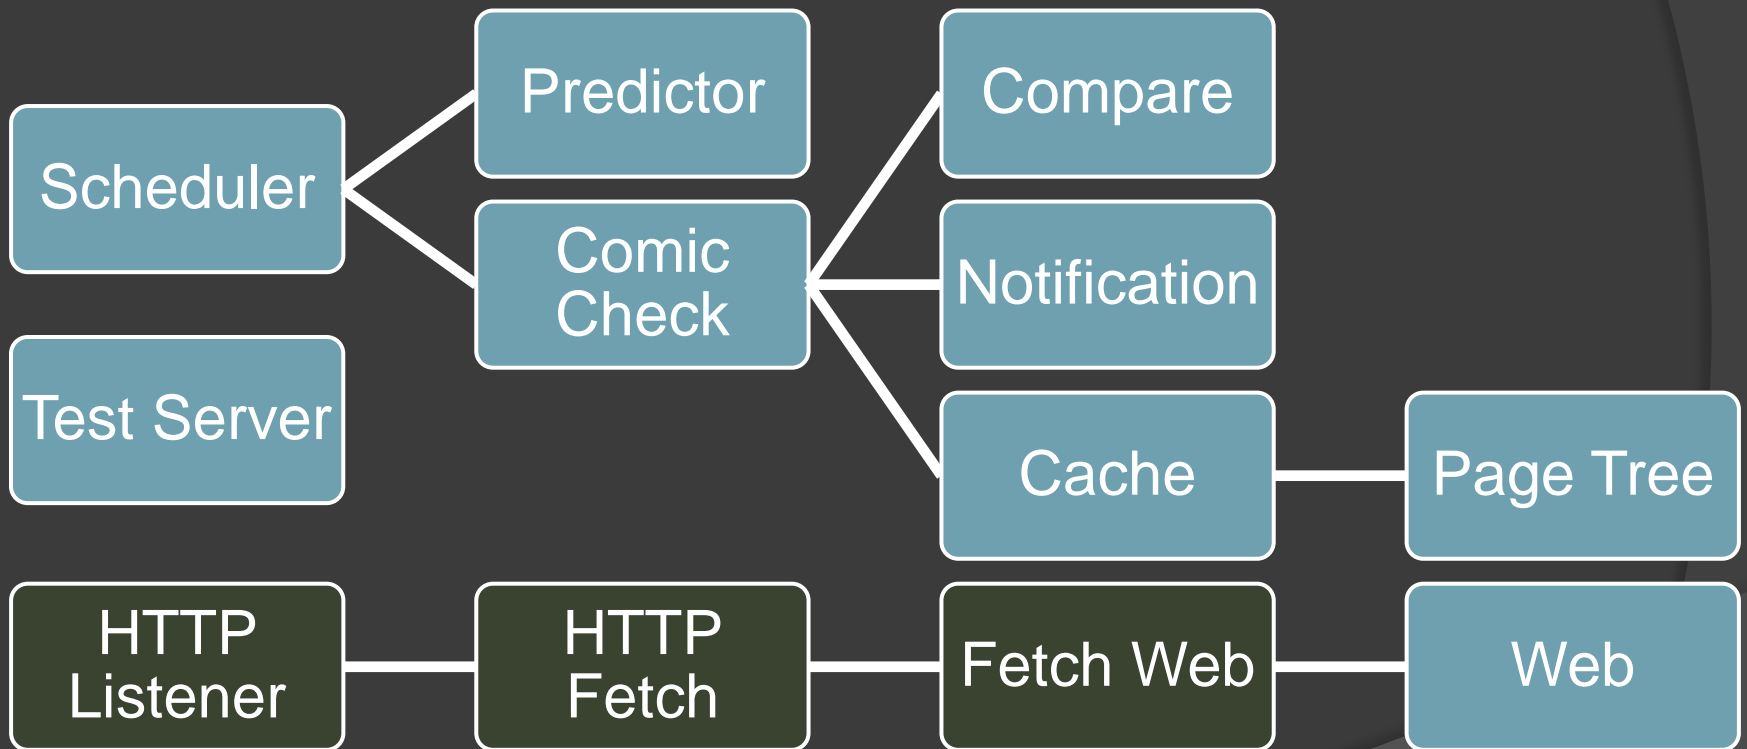 Predictor
Compare
Scheduler
Comic
Check
Notification
Test Server
Cache
Page Tree
HTTP
Listener
HTTP
Fetch
Fetch Web
Web